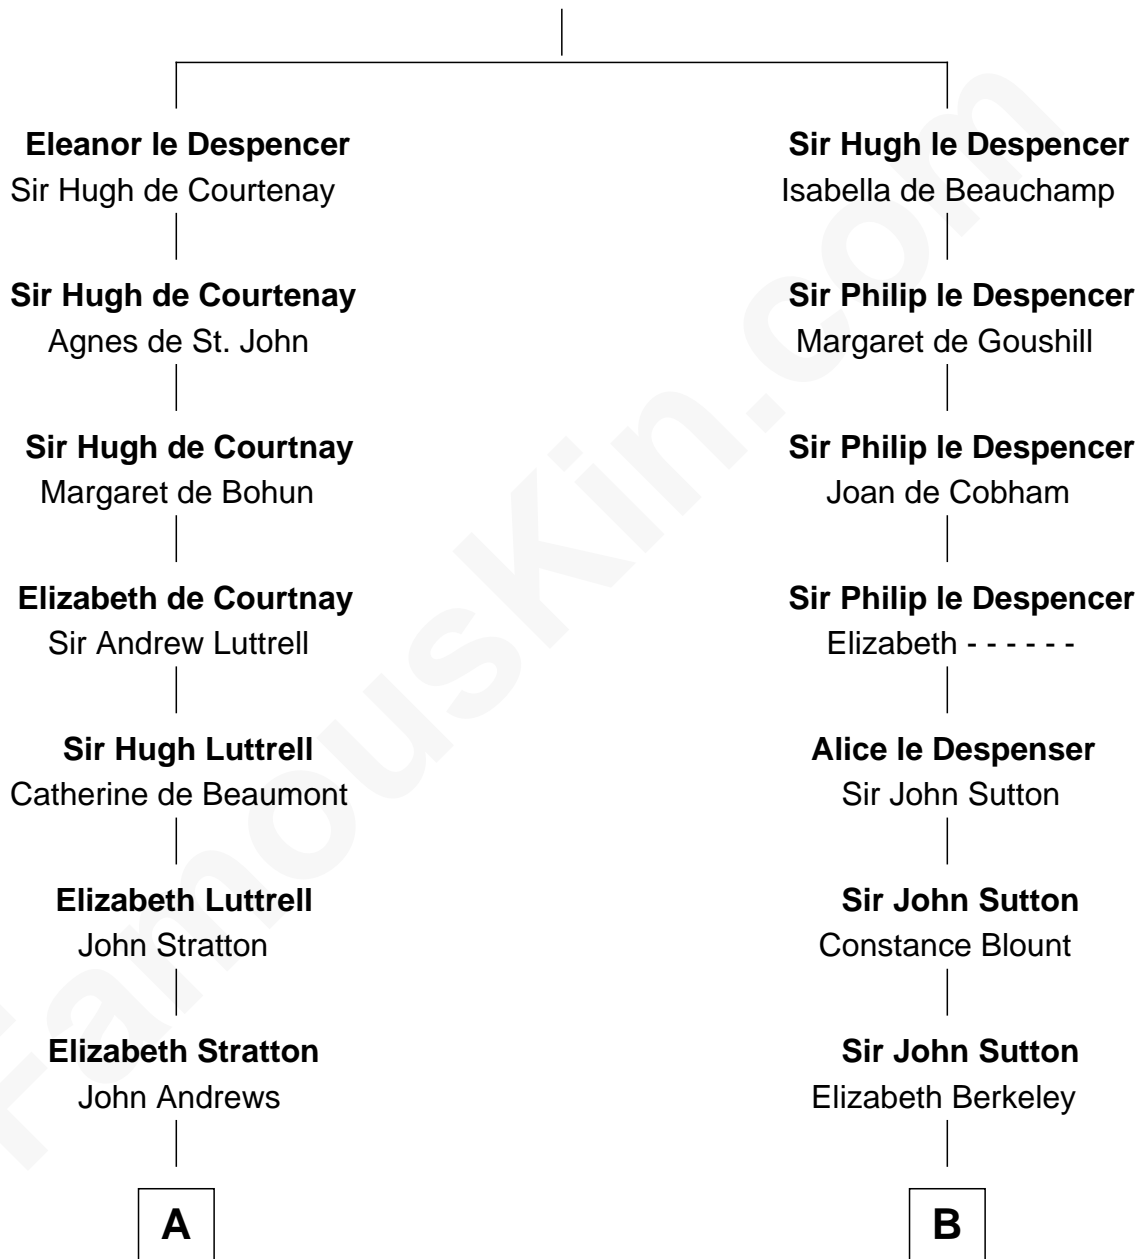 Eleanor le Despencer
Sir Hugh de Courtenay
Sir Hugh de Courtenay
Agnes de St. John
Sir Hugh de Courtnay
Margaret de Bohun
Elizabeth de Courtnay
Sir Andrew Luttrell
Sir Hugh Luttrell
Catherine de Beaumont
Elizabeth Luttrell
John Stratton
Elizabeth Stratton
John Andrews
A
Sir Hugh le Despencer
Isabella de Beauchamp
Sir Philip le Despencer
Margaret de Goushill
Sir Philip le Despencer
Joan de Cobham
Sir Philip le Despencer
Elizabeth - - - - - -
Alice le Despenser
Sir John Sutton
Sir John Sutton
Constance Blount
Sir John Sutton
Elizabeth Berkeley
B
FamousKin.com